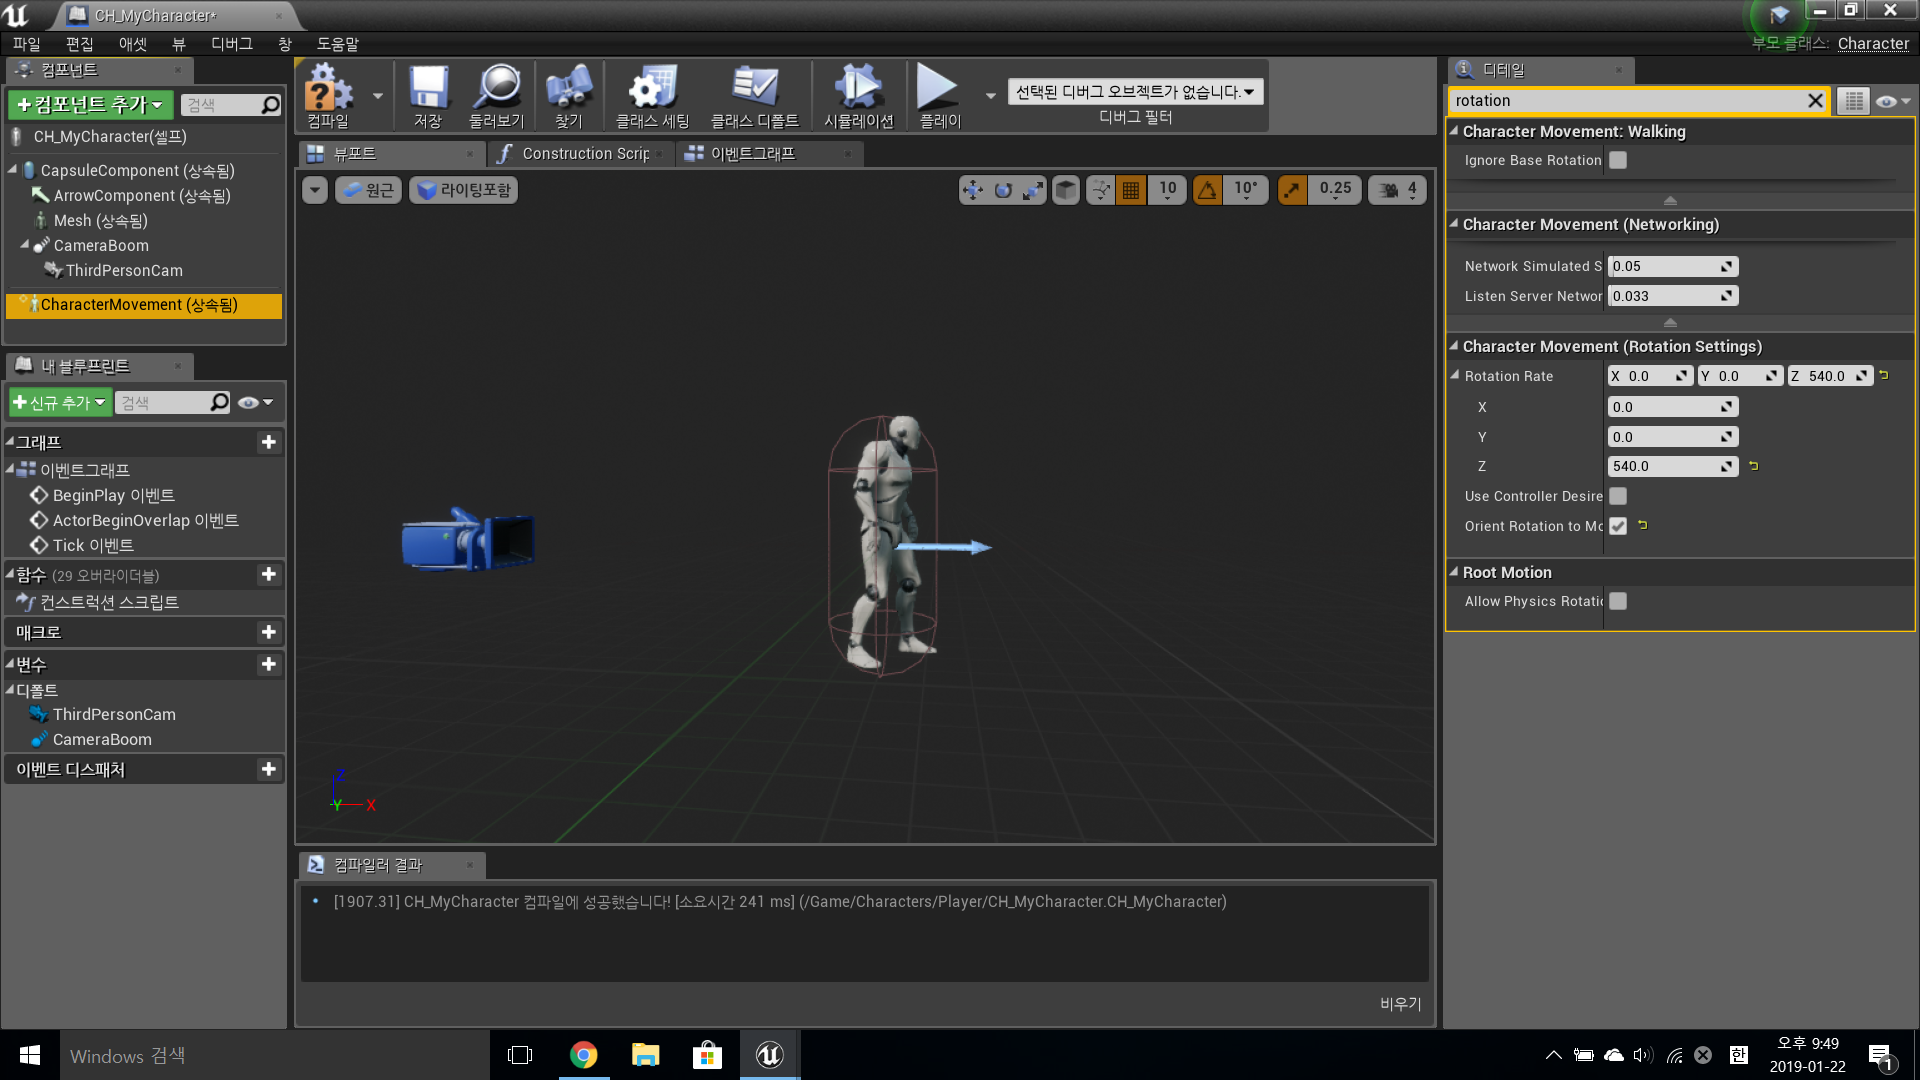 CH_MyCharacter*
파일 편집 애셋 뷰 디버그 창 도움말
부모 클래스: Character
컴포넌트
+컴포넌트 추가
검색
CH_MyCharacter(셀프)
CapsuleComponent (상속됨)
ArrowComponent (상속됨)
Mesh (상속됨)
CameraBoom
ThirdPersonCam
CharacterMovement (상속됨)
내 블루프린트
+신규 추가
검색
그래프
이벤트그래프
BeginPlay 이벤트
ActorBeginOverlap 이벤트
Tick 이벤트
함수 (29 오버라이더블)
컨스트럭션 스크립트
매크로
변수
디폴트
ThirdPersonCam
CameraBoom
이벤트 디스패처
컴파일 저장 둘러보기 찾기 클래스 세팅 클래스 디폴트 시뮬레이션 플레이
선택된 디버그 오브젝트가 없습니다.
디버그 필터
뷰포트
Construction Scrip
이벤트그래프
원근
라이팅포함
10
10°
0.25
4
Z
Y
X
컴파일러 결과
[1907.31] CH_MyCharacter 컴파일에 성공했습니다! [소요시간 241 ms] (/Game/Characters/Player/CH_MyCharacter.CH_MyCharacter)
비우기
디테일
rotation
Character Movement: Walking
Ignore Base Rotation
Character Movement (Networking)
Network Simulated S 0.05
Listen Server Networ 0.033
Character Movement (Rotation Settings)
Rotation Rate X 0.0 Y 0.0 Z 540.0
X 0.0
Y 0.0
Z 540.0
Use Controller Desire
Orient Rotation to Mo
Root Motion
Allow Physics Rotatic
Windows 검색
한
오후 9:49
2019-01-22
1